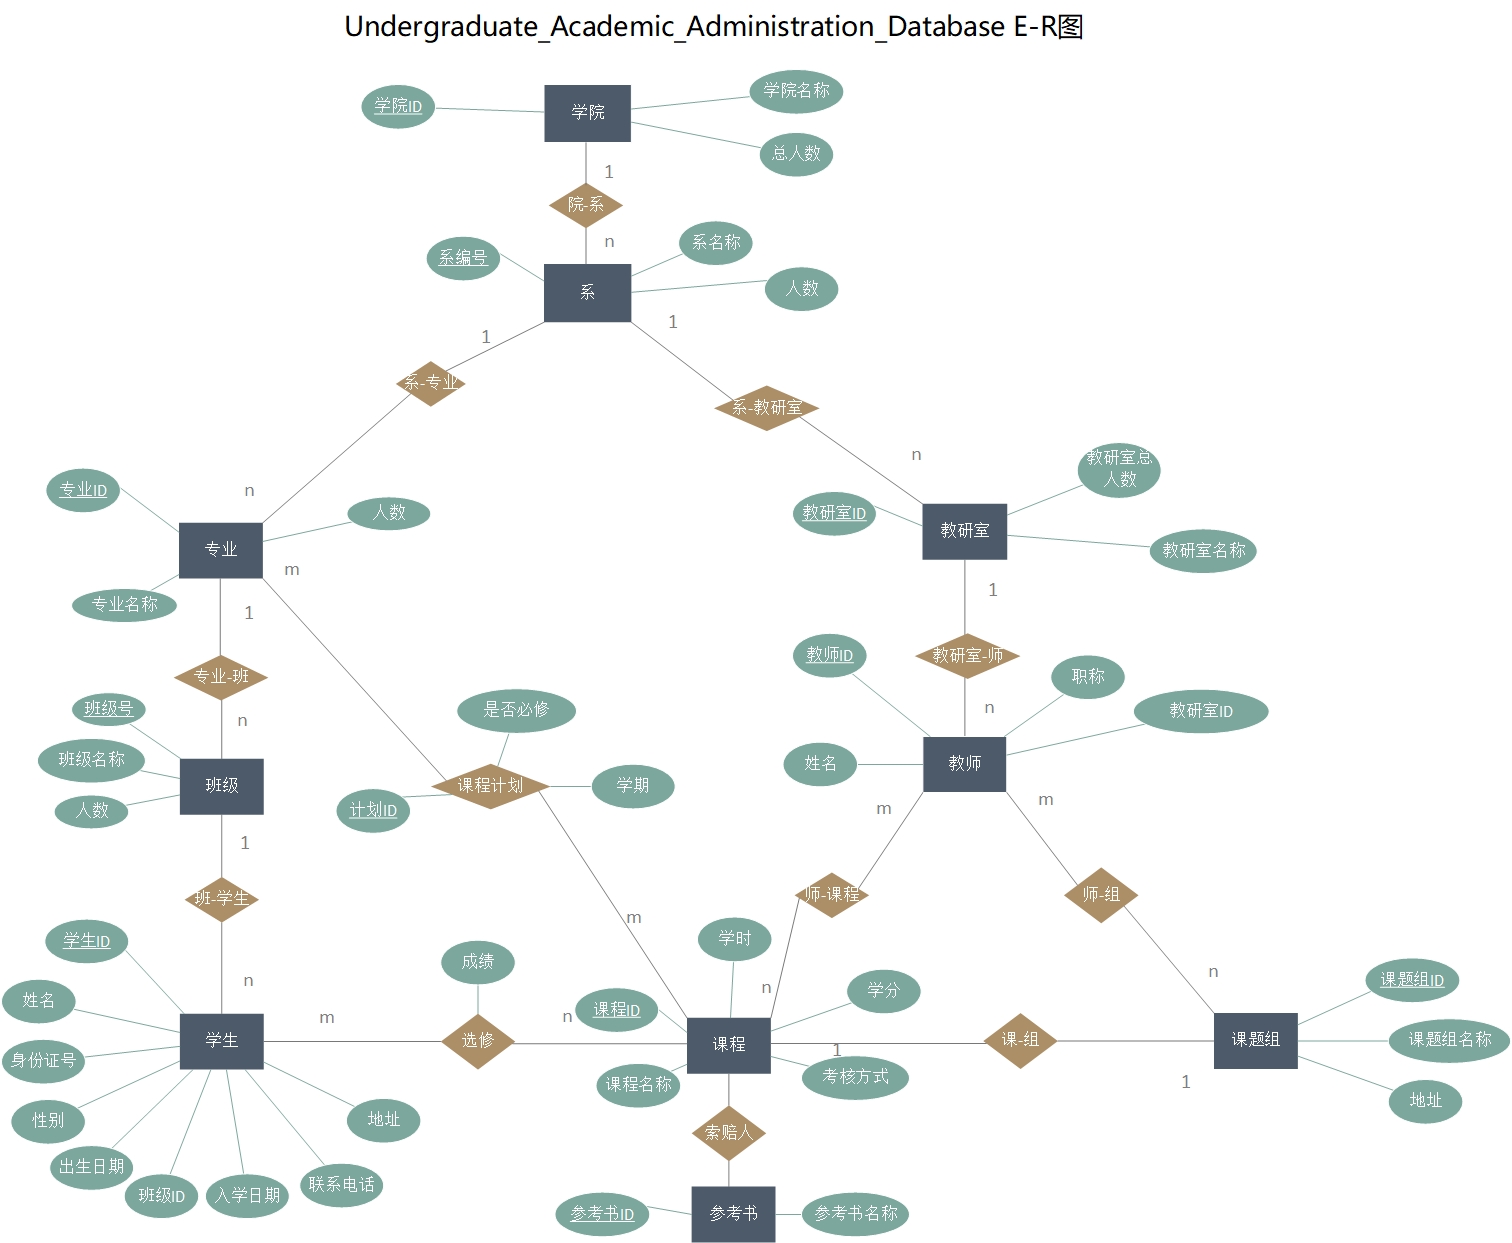 Undergraduate_Academic_Administration_Database E-R图
学院ID
学院
学院名称
总人数
1
院-系
n
系编号
系
系名称
人数
1
1
系-专业
系-教研室
n
n
专业ID
专业
人数
专业名称
m
1
教研室ID
教研室
教研室总
人数
教研室名称
1
教研室-师
n
专业-班
n
班级号
班级名称
人数
班级
1
是否必修
课程计划
学期
计划ID
m
教师ID
职称
教研室ID
姓名
教师
m
m
师-课程
师-组
n
n
班-学生
n
学生ID
姓名
身份证号
性别
出生日期
班级ID
入学日期
联系电话
地址
学生
m
成绩
选修
n
学时
课程ID
学分
课程
课程名称
考核方式
1
课-组
1
课题组
课题组ID
课题组名称
地址
索赔人
参考书ID
参考书
参考书名称